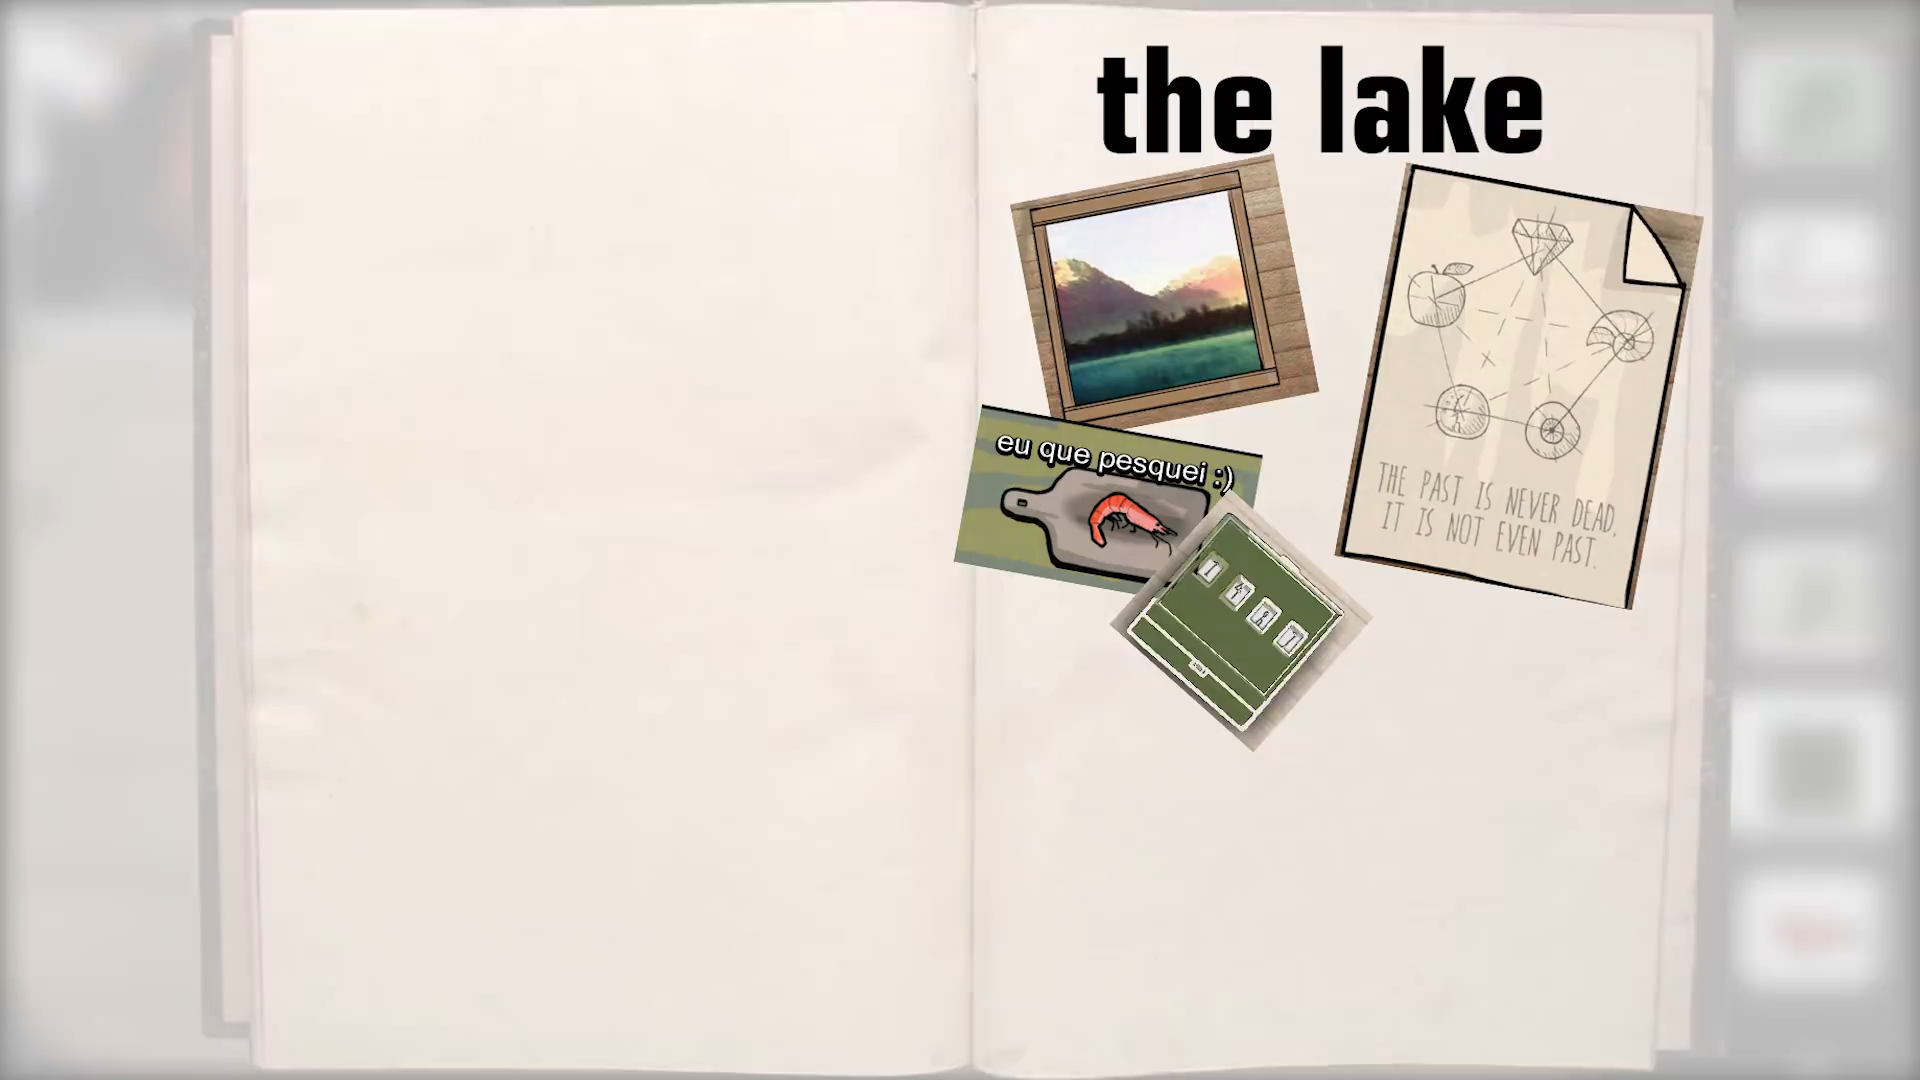 the lake
eu que pesquei :)
THE PAST IS NEVER DEAD,
IT IS NOT EVEN PAST.